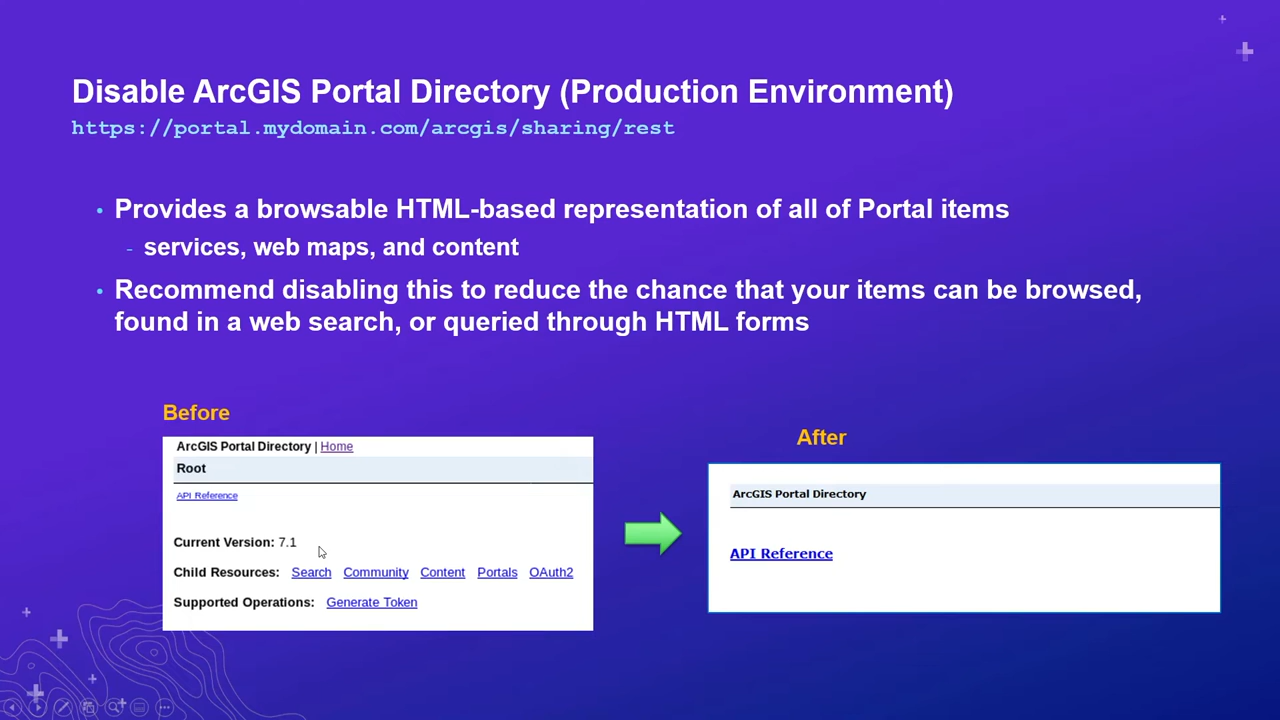 Disable ArcGIS Portal Directory (Production Environment)
https://portal.mydomain.com/arcgis/sharing/rest
• Provides a browsable HTML-based representation of all of Portal items
- services, web maps, and content
• Recommend disabling this to reduce the chance that your items can be browsed,
found in a web search, or queried through HTML forms
Before
ArcGIS Portal Directory | Home
Root
API Reference
Current Version: 7.1
Child Resources: Search Community Content Portals OAuth2
Supported Operations: Generate Token
After
ArcGIS Portal Directory
API Reference